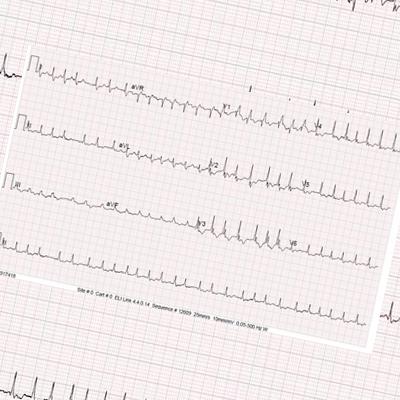 I
aVR
V1
V4
II
aVL
V2
V5
III
aVF
V3
V6
II
Site # 0 Cart # 0 ELI Link 4.4.0.14 Sequence # 12609 25mm/s 10mm/mV 0.05-300 Hz W